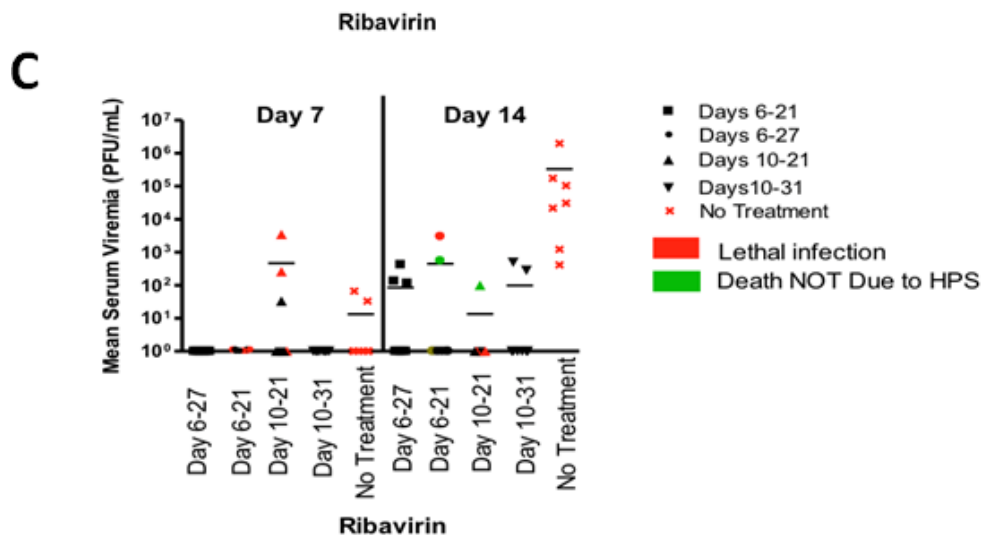 Ribavirin
C
Day 7
Day 14
Mean Serum Viremia (PFU/mL)
10⁷
10⁶
10⁵
10⁴
10³
10²
10¹
10⁰
Day 6-27
Day 6-21
Day 10-21
Day 10-31
No Treatment
Day 6-27
Day 6-21
Day 10-21
Day 10-31
No Treatment
Ribavirin
Days 6-21
Days 6-27
Days 10-21
Days10-31
No Treatment
Lethal infection
Death NOT Due to HPS